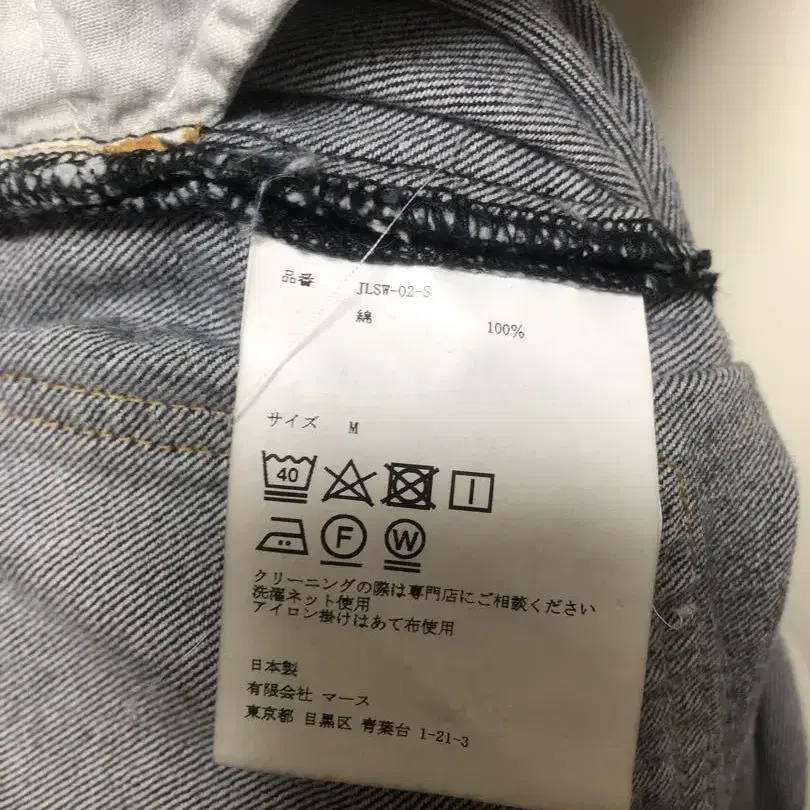 品番 JLSW-02-S
綿 100%
サイズ M
40
F W
クリーニングの際は専門店にご相談ください
洗濯ネット使用
アイロン掛けはあて布使用
日本製
有限会社 マース
東京都 目黒区 青葉台 1-21-3